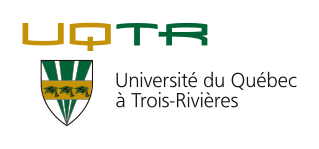 UQTR
Université du Québec
à Trois-Rivières